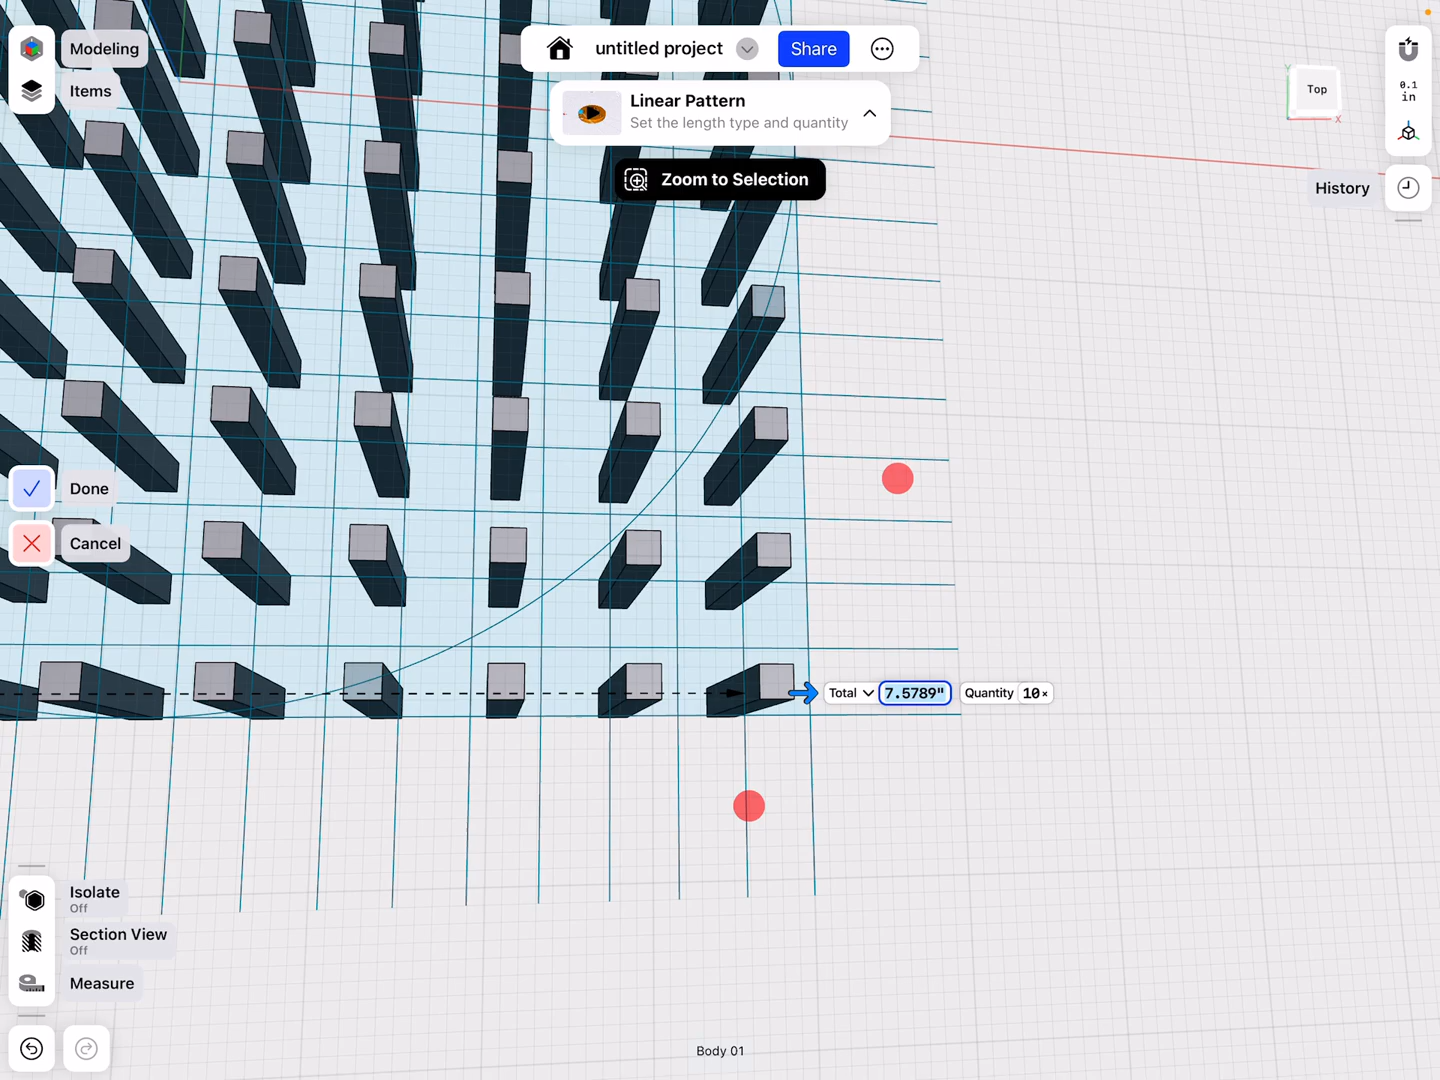 Modeling
Items
untitled project
Share
Linear Pattern
Set the length type and quantity
Zoom to Selection
Top
Y
X
0.1
in
History
Done
Cancel
Total
7.5789"
Quantity
10×
Isolate
Off
Section View
Off
Measure
Body 01